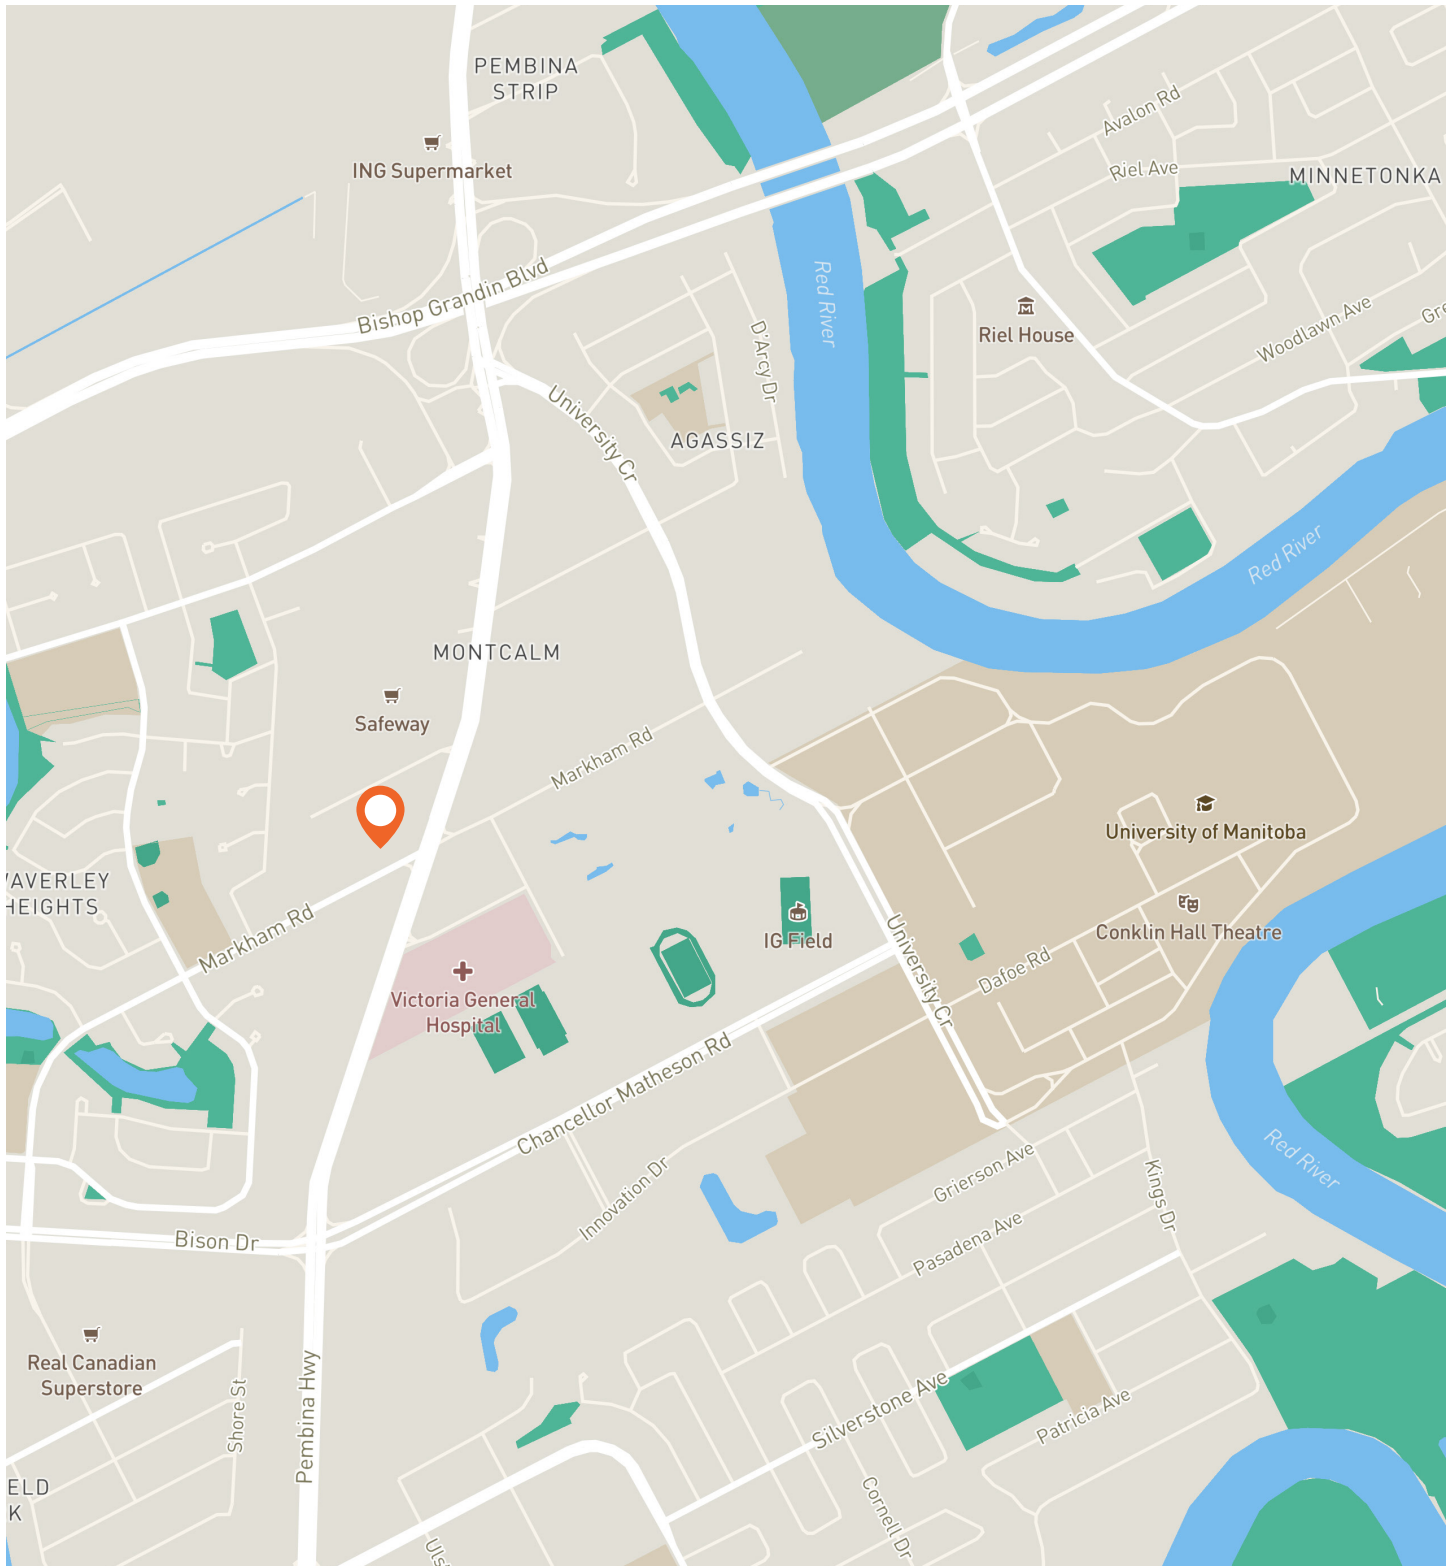 PEMBINA
STRIP
Avalon Rd
ING Supermarket
Riel Ave
MINNETONKA
Bishop Grandin Blvd
Red River
Riel House
Woodlawn Ave
Gre
D'Arcy Dr
University Cr
AGASSIZ
Red River
MONTCALM
Safeway
Markham Rd
University of Manitoba
WAVERLEY
HEIGHTS
Markham Rd
IG Field
University Cr
Conklin Hall Theatre
Dafoe Rd
Victoria General
Hospital
Chancellor Matheson Rd
Innovation Dr
Grierson Ave
Kings Dr
Red River
Pasadena Ave
Bison Dr
Real Canadian
Superstore
Shore St
Pembina Hwy
Silverstone Ave
Patricia Ave
ELD
K
Cornell Dr
Uls